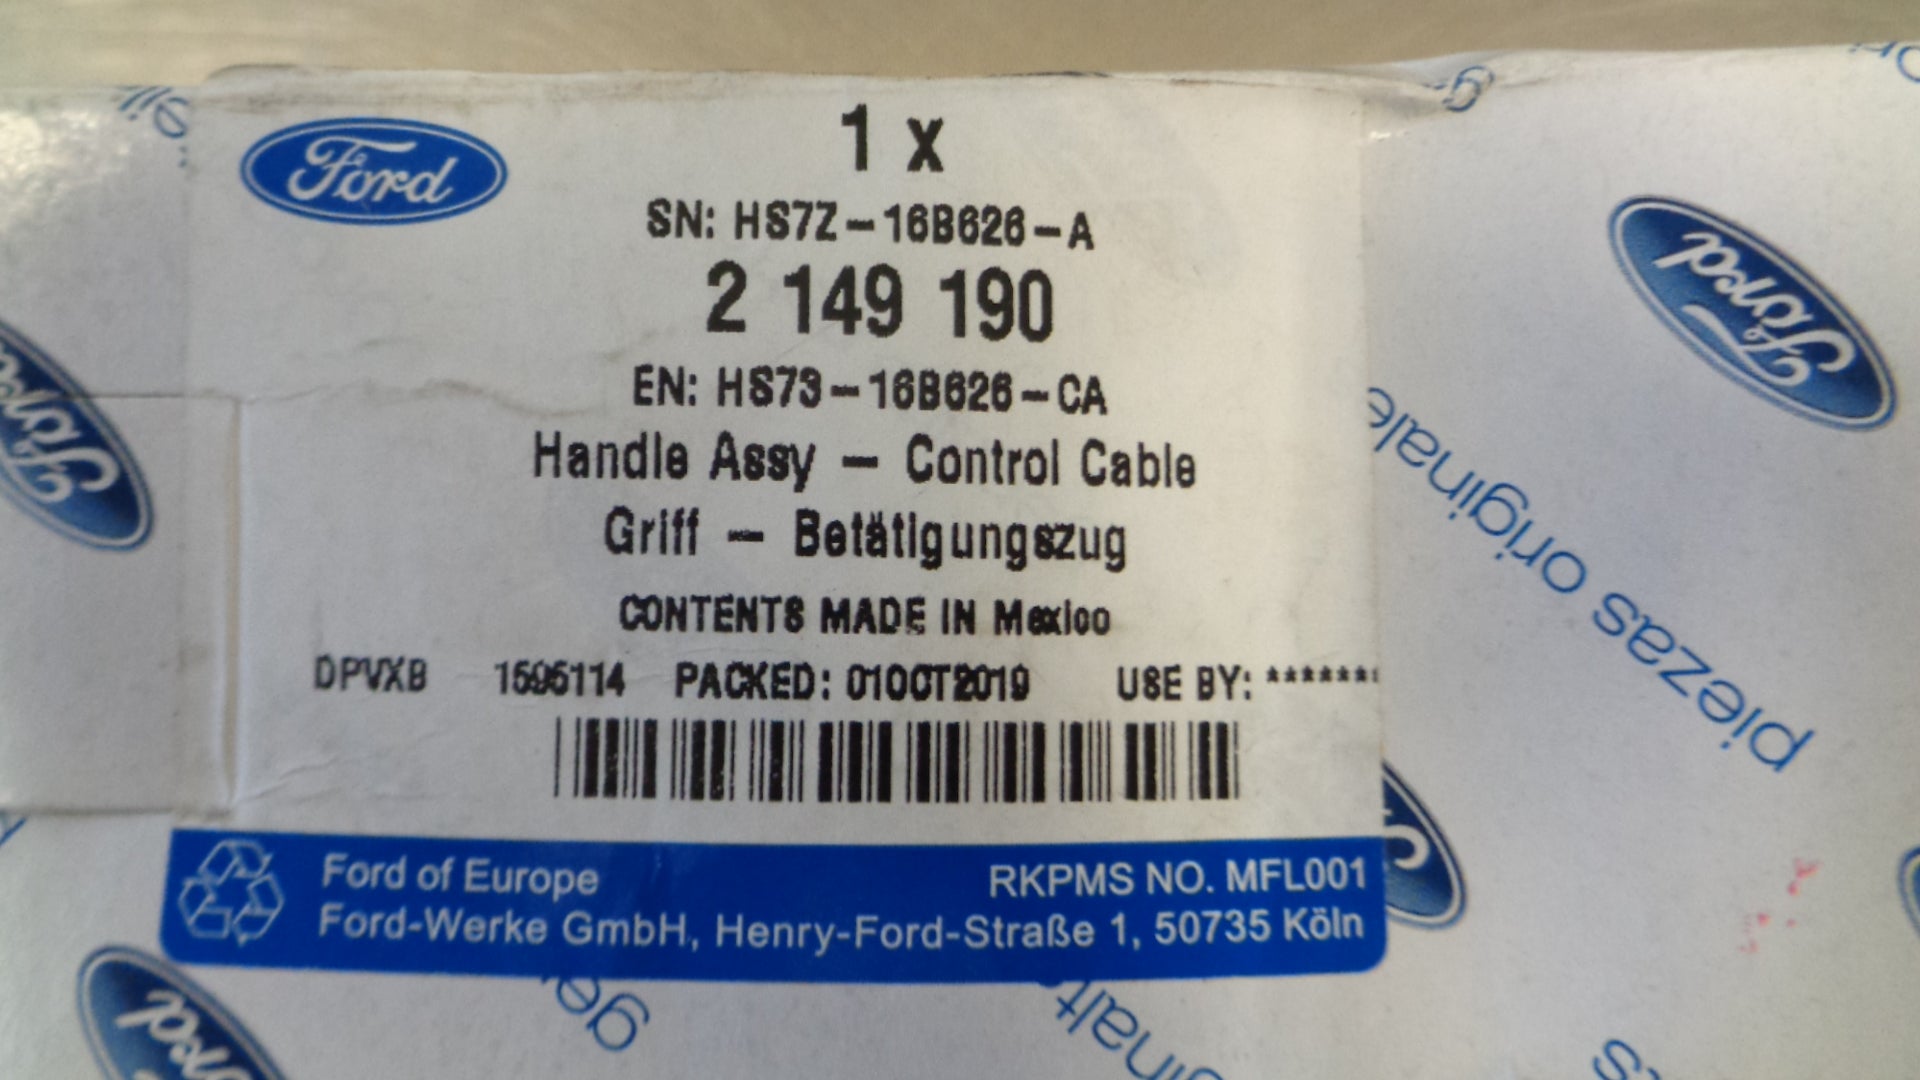 Ford
1 x
SN: HS7Z-16B626-A
2 149 190
EN: HS73-16B626-CA
Handle Assy - Control Cable
Griff - Betätigungszug
CONTENTS MADE IN Mexico
DPVXB 1595114 PACKED: 01OCT2019 USE BY: *******
Ford of Europe RKPMS NO. MFL001
Ford-Werke GmbH, Henry-Ford-Straße 1, 50735 Köln
Ford
piezas originale
Ford
Ford